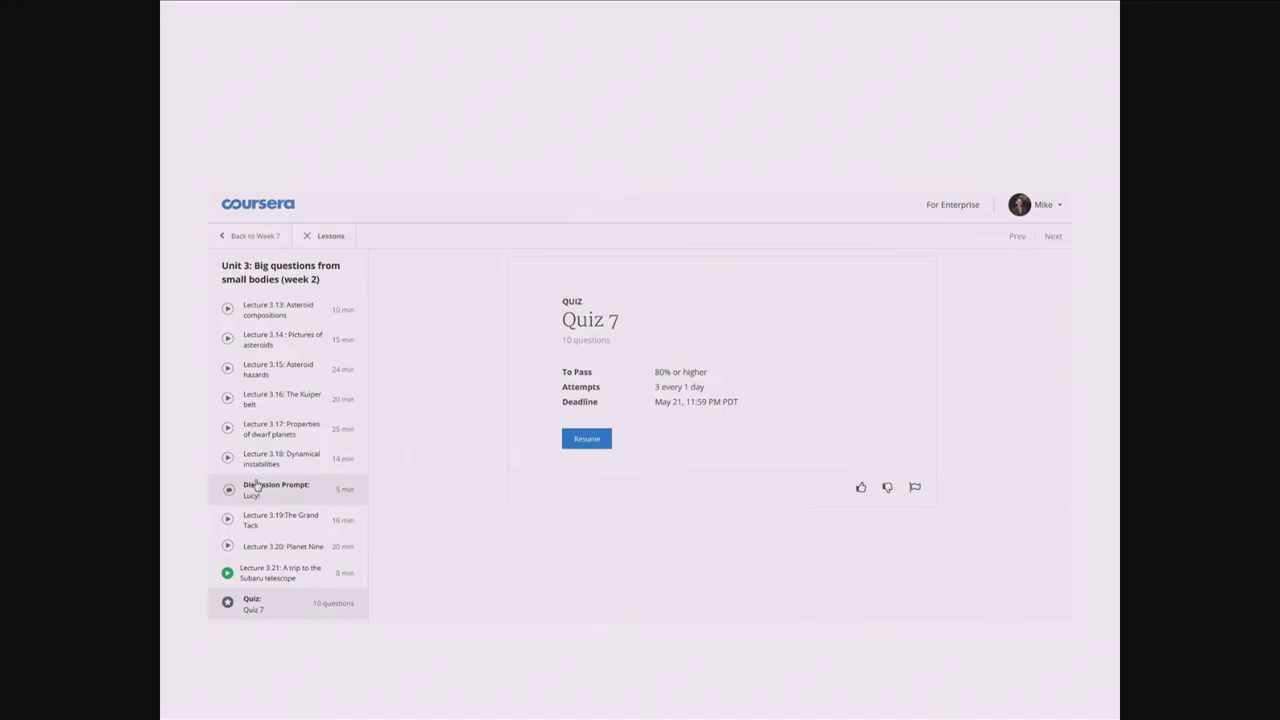 coursera
For Enterprise
Mike
Back to Week 7
Lessons
Prev
Next
Unit 3: Big questions from
small bodies (week 2)
Lecture 3.13: Asteroid
compositions
10 min
Lecture 3.14 : Pictures of
asteroids
15 min
Lecture 3.15: Asteroid
hazards
24 min
Lecture 3.16: The Kuiper
belt
20 min
Lecture 3.17: Properties
of dwarf planets
25 min
Lecture 3.18: Dynamical
instabilities
14 min
Discussion Prompt:
Lucy!
5 min
Lecture 3.19:The Grand
Tack
16 min
Lecture 3.20: Planet Nine
20 min
Lecture 3.21: A trip to the
Subaru telescope
8 min
Quiz:
Quiz 7
10 questions
QUIZ
Quiz 7
10 questions
To Pass 80% or higher
Attempts 3 every 1 day
Deadline May 21, 11:59 PM PDT
Resume